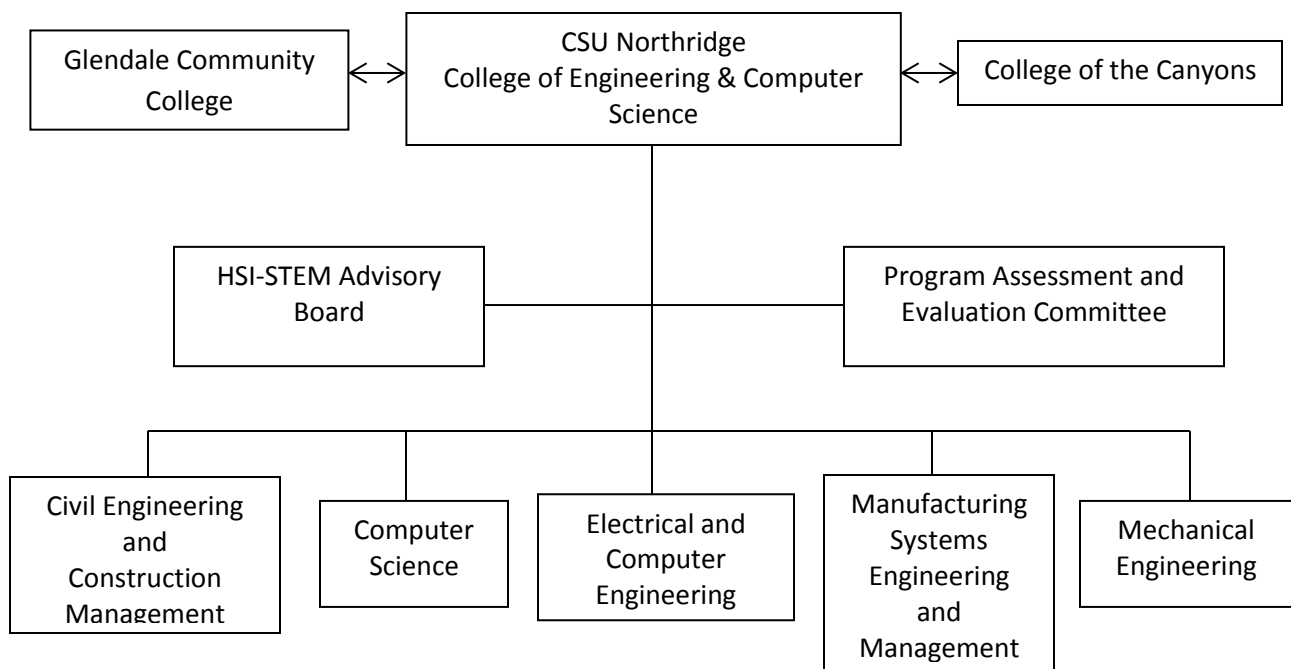 Glendale Community
College
CSU Northridge
College of Engineering & Computer
Science
College of the Canyons
HSI-STEM Advisory
Board
Program Assessment and
Evaluation Committee
Civil Engineering
and
Construction
Management
Computer
Science
Electrical and
Computer
Engineering
Manufacturing
Systems
Engineering
and
Management
Mechanical
Engineering